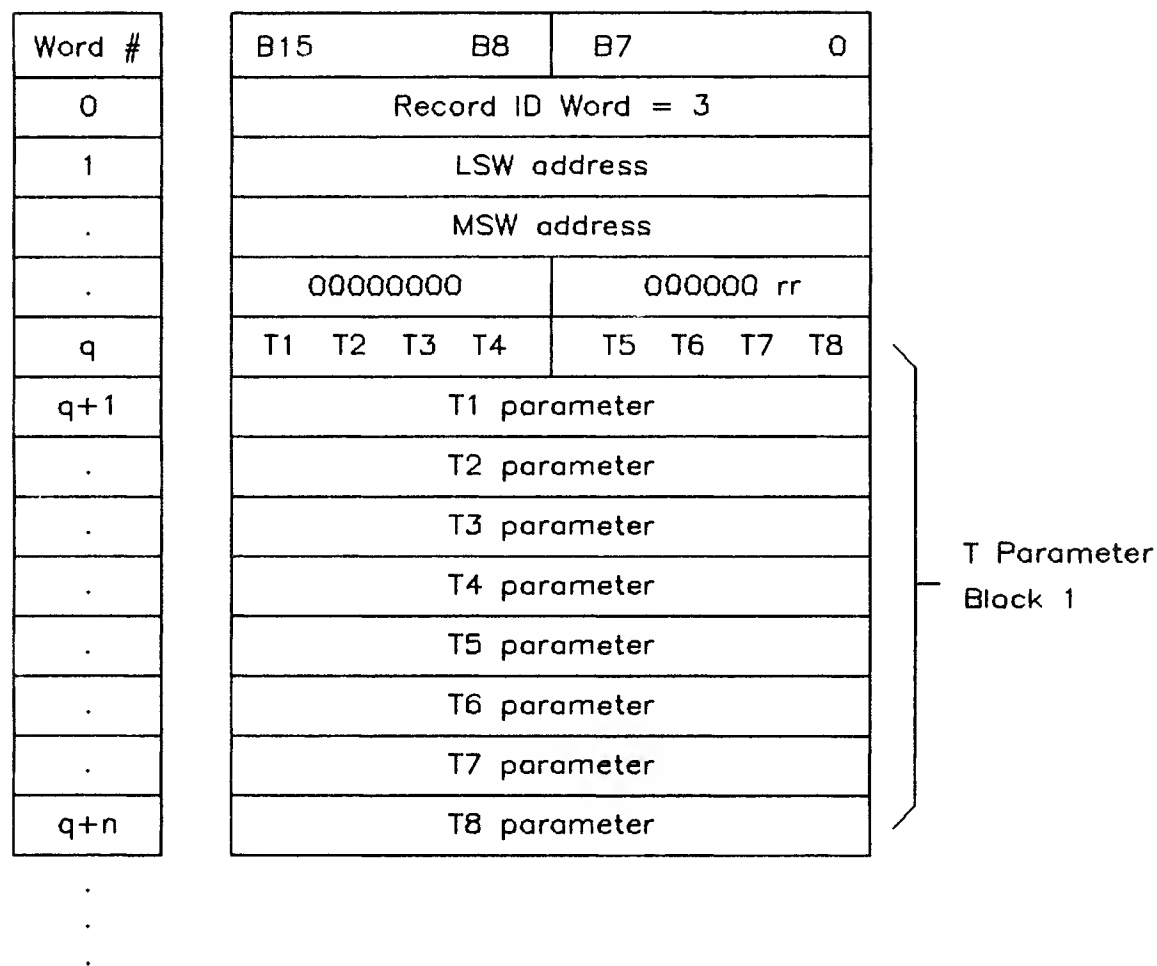 Word # B15 B8 B7 0
0 Record ID Word = 3
1 LSW address
. MSW address
. 00000000 000000 rr
q T1 T2 T3 T4 T5 T6 T7 T8
q+1 T1 parameter
. T2 parameter
. T3 parameter
. T4 parameter
. T5 parameter
. T6 parameter
. T7 parameter
q+n T8 parameter
.
.
.
T Parameter
Block 1